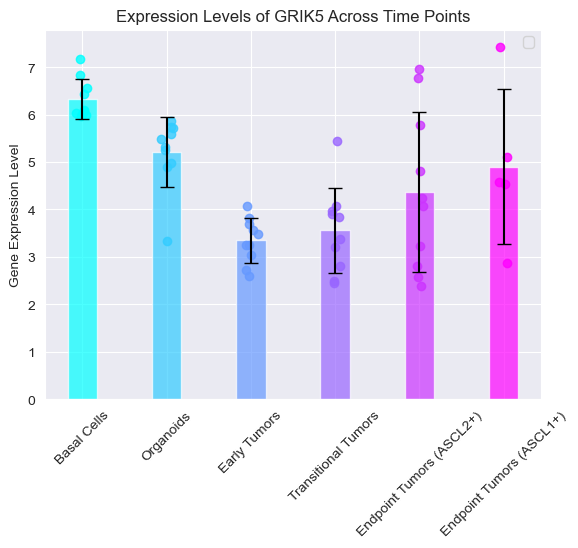 Expression Levels of GRIK5 Across Time Points
Gene Expression Level
7
6
5
4
3
2
1
0
Basal Cells
Organoids
Early Tumors
Transitional Tumors
Endpoint Tumors (ASCL2+)
Endpoint Tumors (ASCL1+)